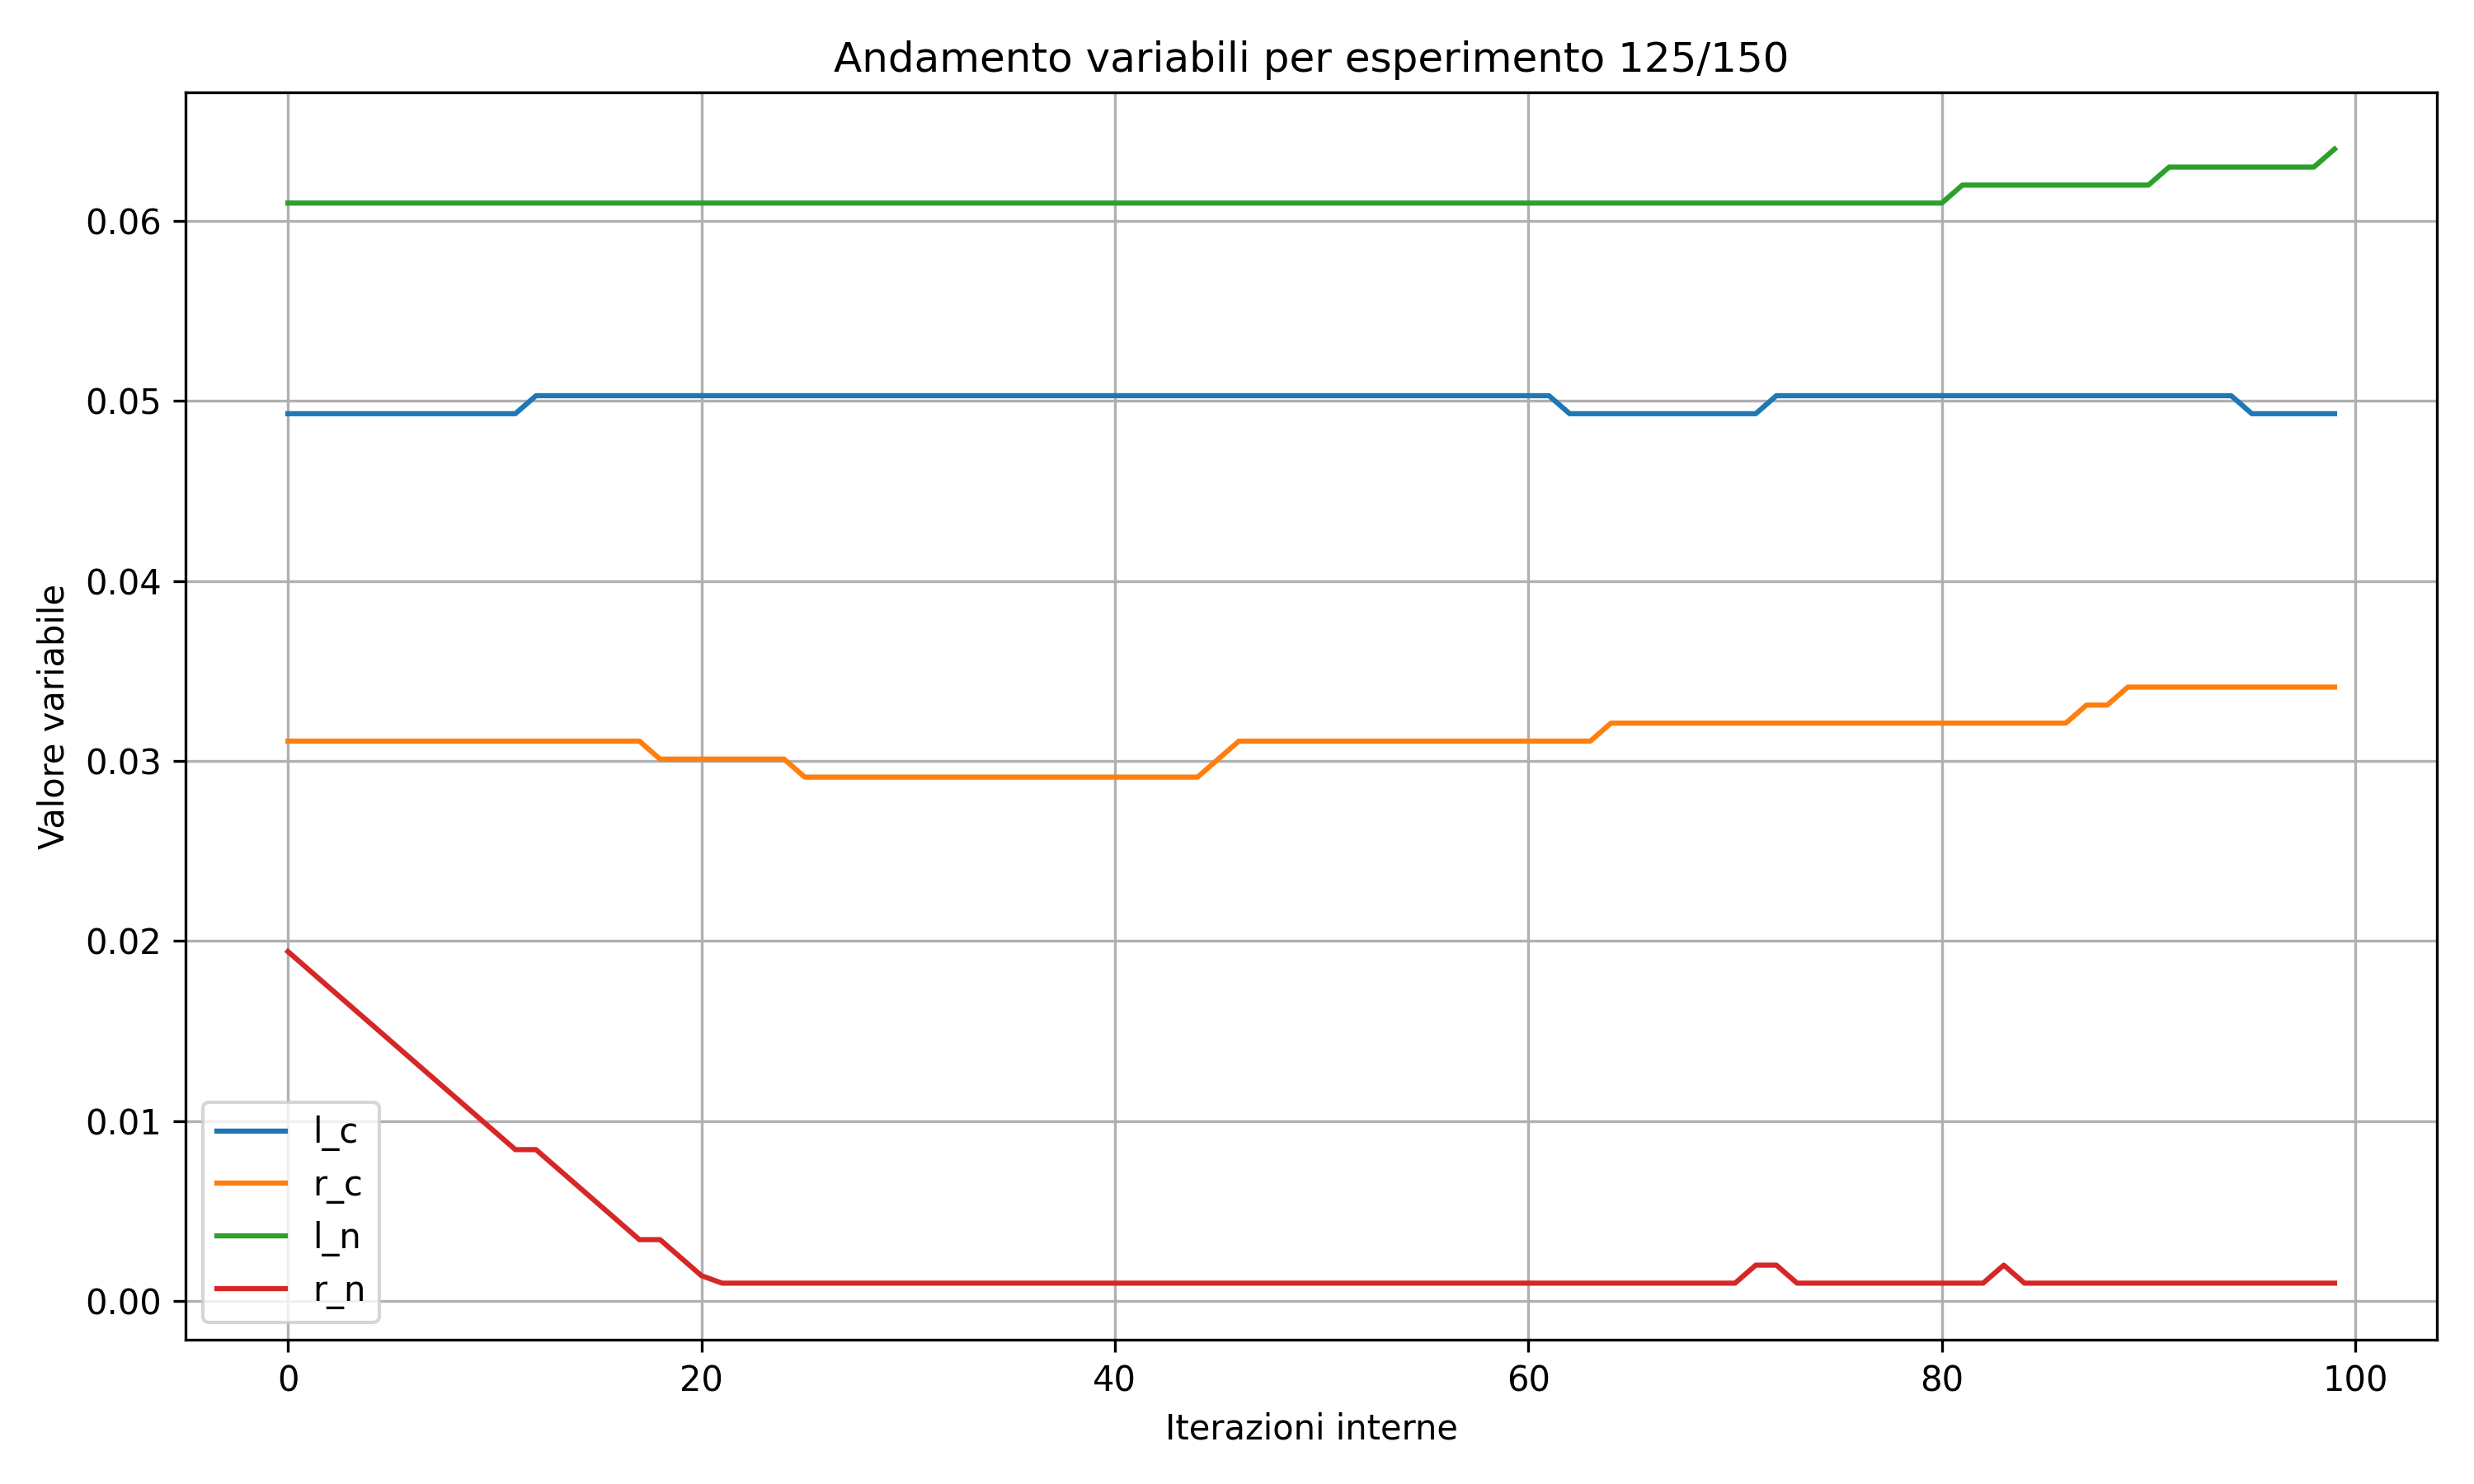 Andamento variabili per esperimento 125/150
Valore variabile
0.06
0.05
0.04
0.03
0.02
0.01
0.00
l_c
r_c
l_n
r_n
0 20 40 60 80 100
Iterazioni interne